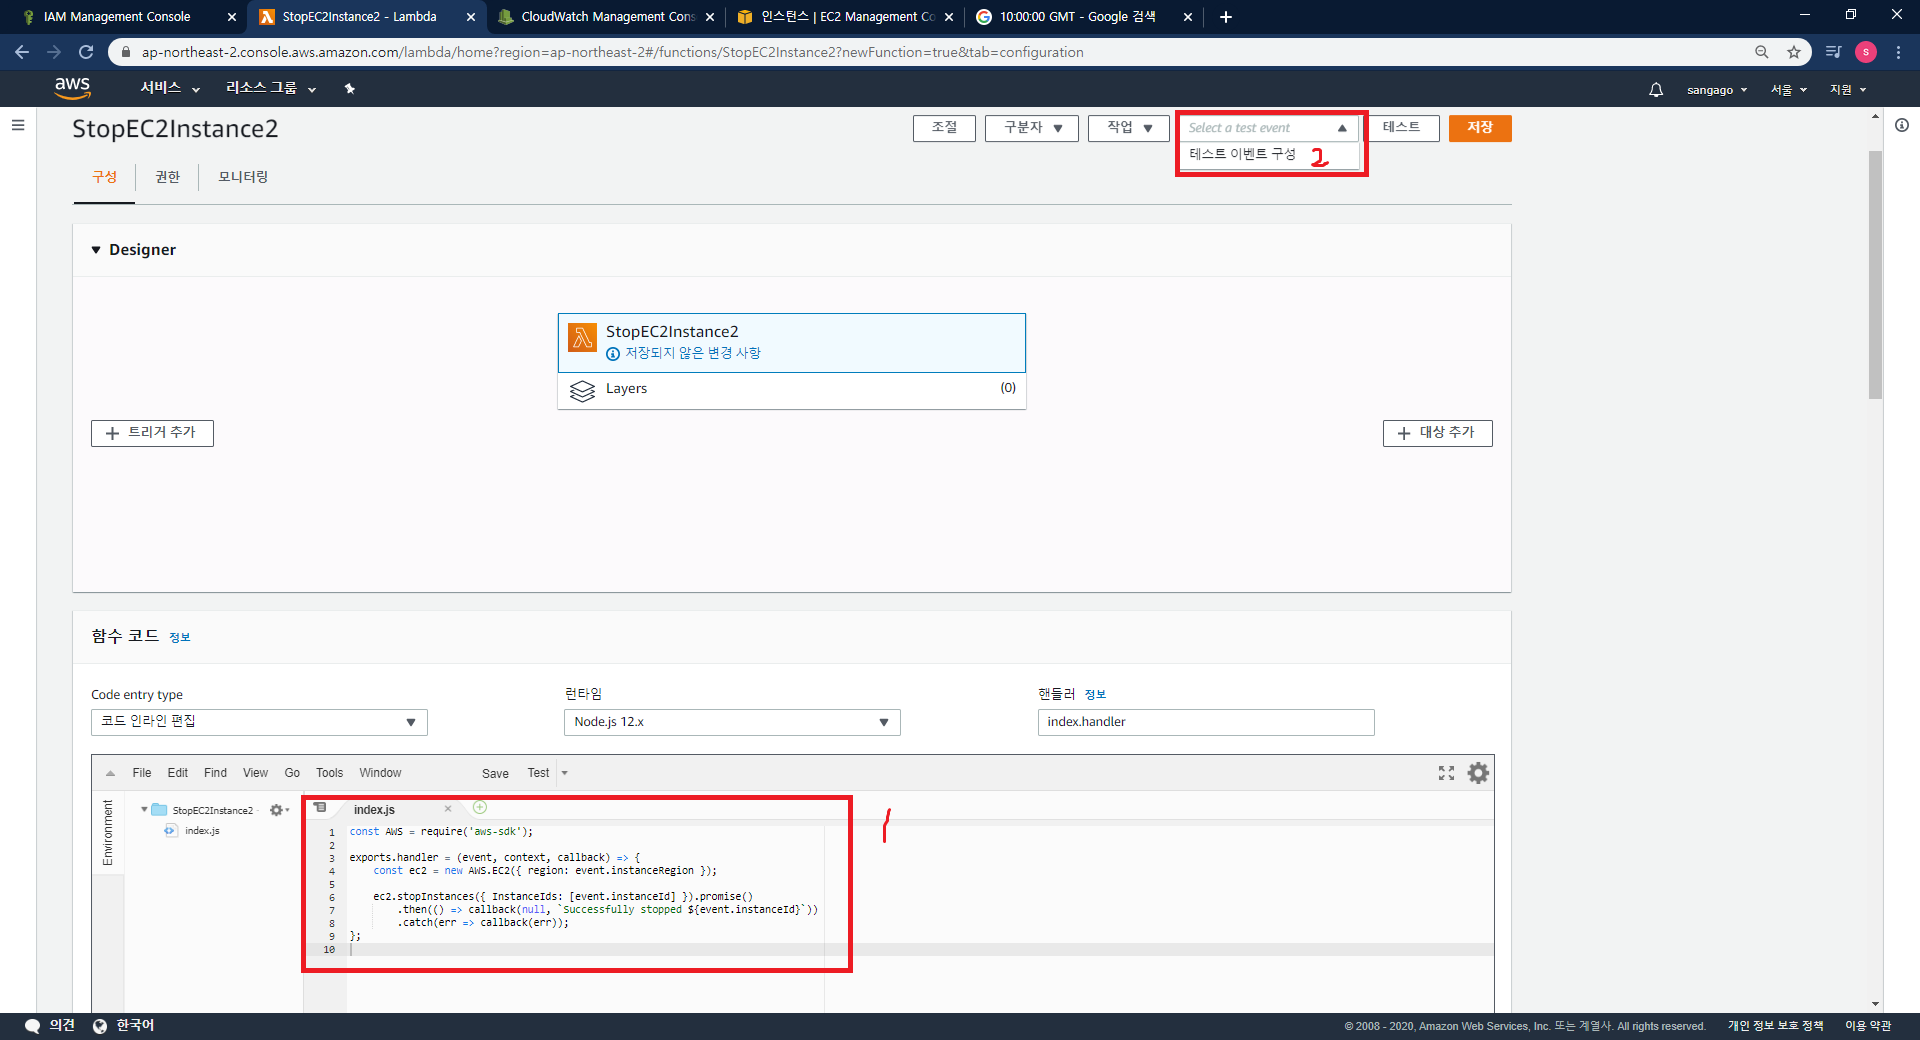 IAM Management Console
StopEC2Instance2 - Lambda
CloudWatch Management Cons
인스턴스 | EC2 Management Co
10:00:00 GMT - Google 검색
ap-northeast-2.console.aws.amazon.com/lambda/home?region=ap-northeast-2#/functions/StopEC2Instance2?newFunction=true&tab=configuration
s
aws
서비스
리소스 그룹
sangago
서울
지원
StopEC2Instance2
조절
구분자
작업
Select a test event
테스트
저장
테스트 이벤트 구성
2
구성
권한
모니터링
Designer
StopEC2Instance2
저장되지 않은 변경 사항
Layers
(0)
트리거 추가
대상 추가
함수 코드 정보
Code entry type
런타임
핸들러 정보
코드 인라인 편집
Node.js 12.x
index.handler
File Edit Find View Go Tools Window Save Test
Environment
StopEC2Instance2
index.js
index.js
1
1 const AWS = require('aws-sdk');
2
3 exports.handler = (event, context, callback) => {
4 const ec2 = new AWS.EC2({ region: event.instanceRegion });
5
6 ec2.stopInstances({ InstanceIds: [event.instanceId] }).promise()
7 .then(() => callback(null, `Successfully stopped ${event.instanceId}`))
8 .catch(err => callback(err));
9 };
10
의견
한국어
© 2008 - 2020, Amazon Web Services, Inc. 또는 계열사. All rights reserved.
개인 정보 보호 정책
이용 약관